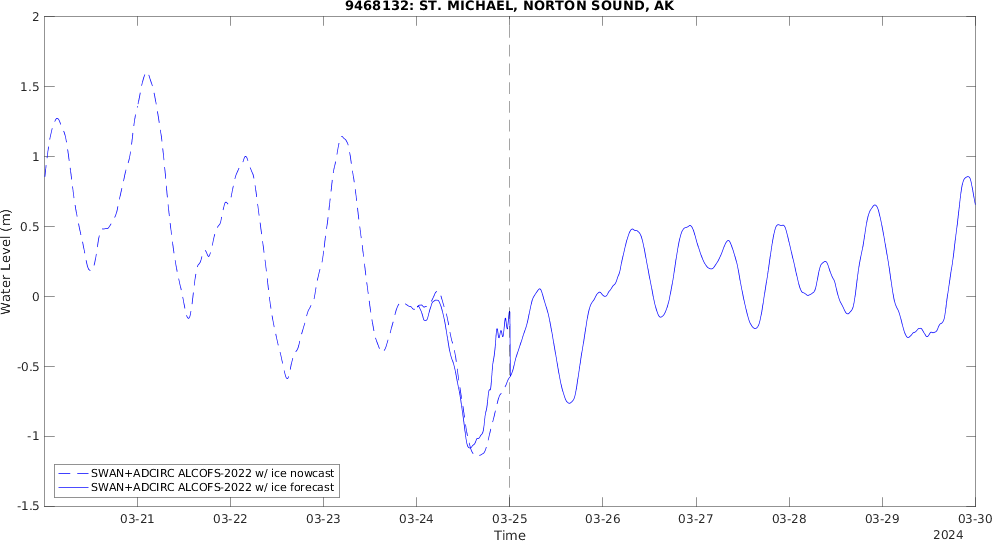 9468132: ST. MICHAEL, NORTON SOUND, AK
2
1.5
1
0.5
0
-0.5
-1
-1.5
Water Level (m)
SWAN+ADCIRC ALCOFS-2022 w/ ice nowcast
SWAN+ADCIRC ALCOFS-2022 w/ ice forecast
03-21 03-22 03-23 03-24 03-25 03-26 03-27 03-28 03-29 03-30
Time
2024